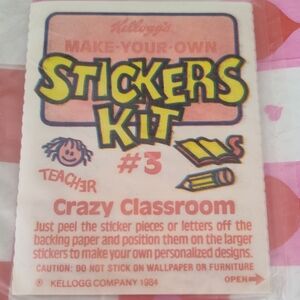 Kellogg's
MAKE-YOUR-OWN
STICKERS
KIT
#3
TEACHER
Crazy Classroom
Just peel the sticker pieces or letters off the
backing paper and position them on the larger
stickers to make your own personalized designs.
CAUTION: DO NOT STICK ON WALLPAPER OR FURNITURE
® KELLOGG COMPANY 1984
OPEN